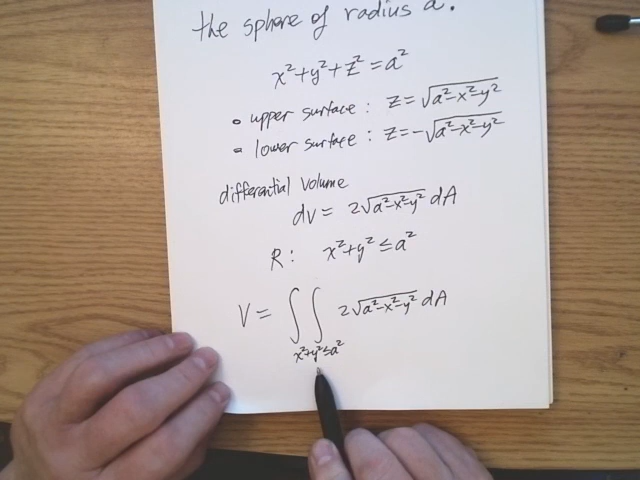 the sphere of radius a.
x²+y²+z²=a²
• upper surface: z=√(a²-x²-y²)
• lower surface: z=-√(a²-x²-y²)
differential volume
dV= 2√(a²-x²-y²) dA
R: x²+y²≤a²
V= ∬ 2√(a²-x²-y²) dA
x²+y²≤a²